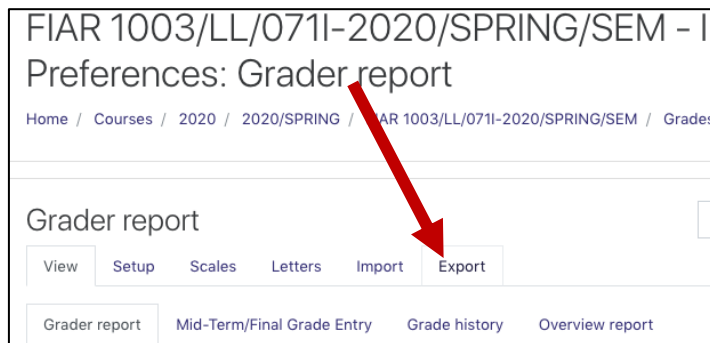 FIAR 1003/LL/071I-2020/SPRING/SEM - I
Preferences: Grader report
Home / Courses / 2020 / 2020/SPRING / FIAR 1003/LL/071I-2020/SPRING/SEM / Grades
Grader report
View Setup Scales Letters Import Export
Grader report Mid-Term/Final Grade Entry Grade history Overview report